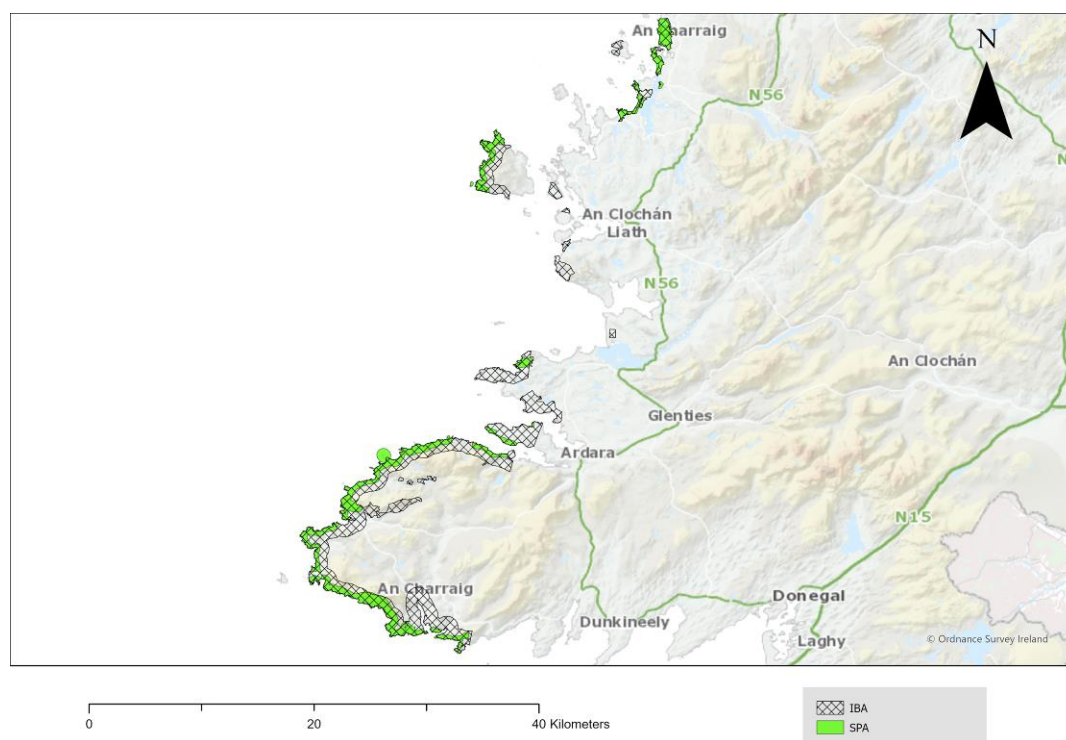 An Charraig
N
N56
N
An Clochán
Liath
N56
An Clochán
Glenties
Ardara
N15
An Charraig
Donegal
Dunkineely
Laghy
© Ordnance Survey Ireland
0
20
40 Kilometers
IBA
SPA